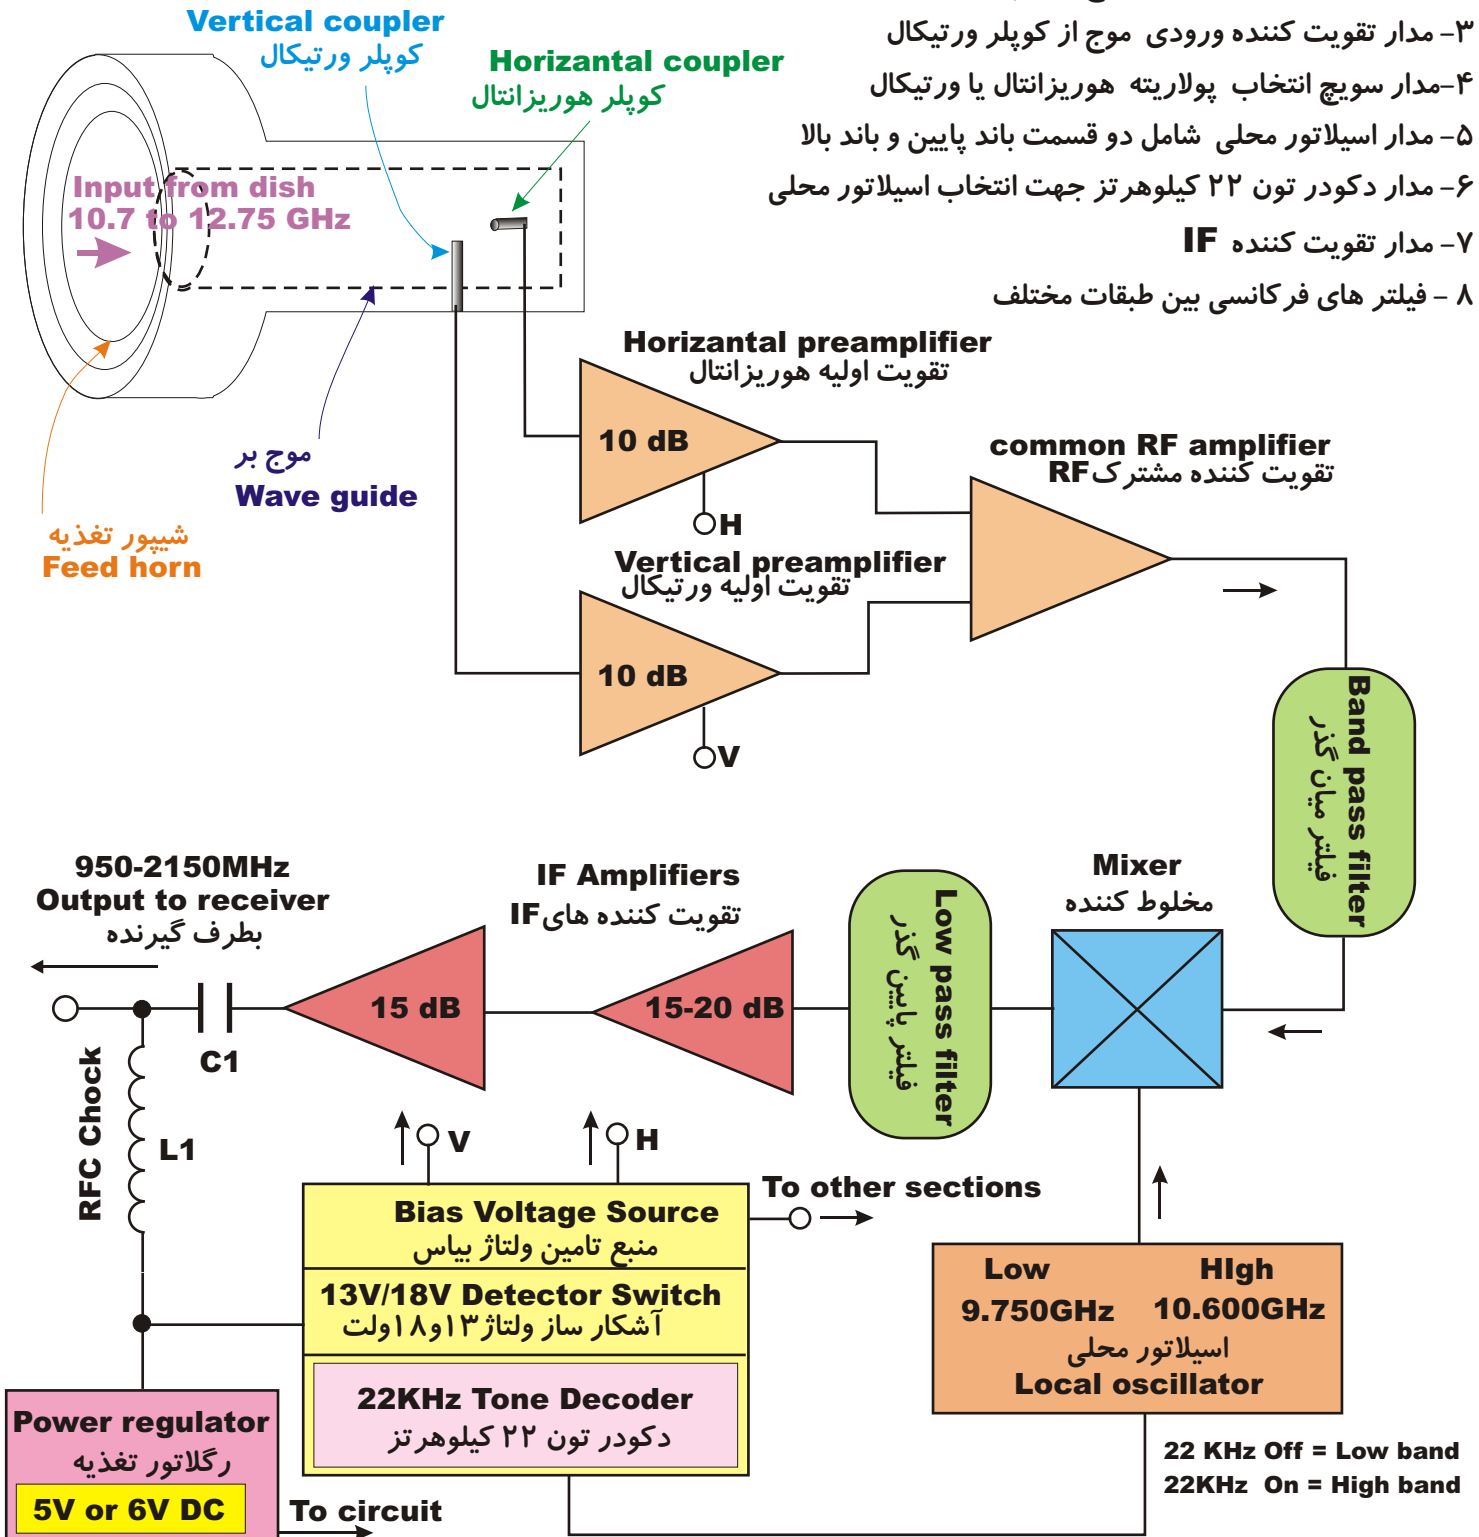 Vertical coupler
کوپلر ورتیکال
Horizantal coupler
کوپلر هوریزانتال
۳- مدار تقویت کننده ورودی موج از کوپلر ورتیکال
۴-مدار سویچ انتخاب پولاریته هوریزانتال یا ورتیکال
۵- مدار اسیلاتور محلی شامل دو قسمت باند پایین و باند بالا
۶- مدار دکودر تون ۲۲ کیلوهرتز جهت انتخاب اسیلاتور محلی
۷- مدار تقویت کننده IF
۸ - فیلتر های فرکانسی بین طبقات مختلف
Input from dish
10.7 to 12.75 GHz
موج بر
Wave guide
شیپور تغذیه
Feed horn
Horizantal preamplifier
تقویت اولیه هوریزانتال
10 dB
H
common RF amplifier
تقویت کننده مشترک RF
Vertical preamplifier
تقویت اولیه ورتیکال
10 dB
V
Band pass filter
فیلتر میان گذر
950-2150MHz
Output to receiver
بطرف گیرنده
IF Amplifiers
تقویت کننده های IF
Low pass filter
فیلتر پایین گذر
Mixer
مخلوط کننده
15 dB
15-20 dB
C1
RFC Chock
L1
V
H
To other sections
Bias Voltage Source
منبع تامین ولتاژ بیاس
13V/18V Detector Switch
آشکار ساز ولتاژ۱۳و۱۸ولت
22KHz Tone Decoder
دکودر تون ۲۲ کیلوهرتز
Low HIgh
9.750GHz 10.600GHz
اسیلاتور محلی
Local oscillator
Power regulator
رگلاتور تغذیه
5V or 6V DC
To circuit
22 KHz Off = Low band
22KHz On = High band